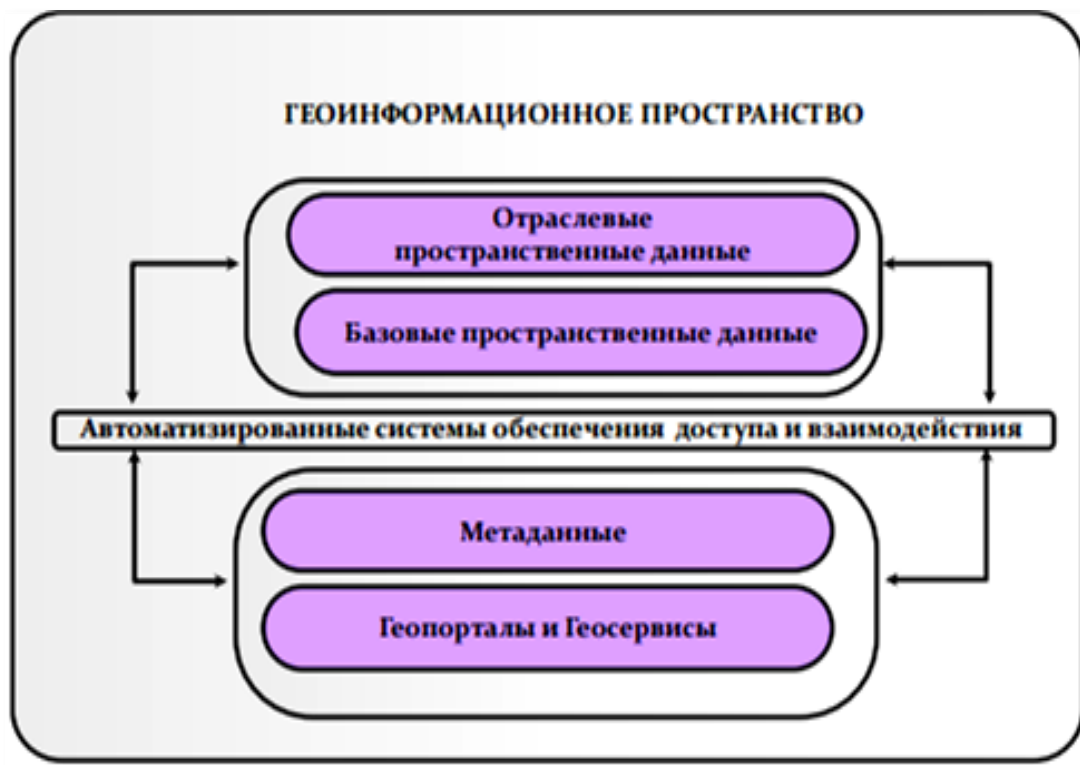 ГЕОИНФОРМАЦИОННОЕ ПРОСТРАНСТВО
Отраслевые
пространственные данные
Базовые пространственные данные
Автоматизированные системы обеспечения доступа и взаимодействия
Метаданные
Геопорталы и Геосервисы